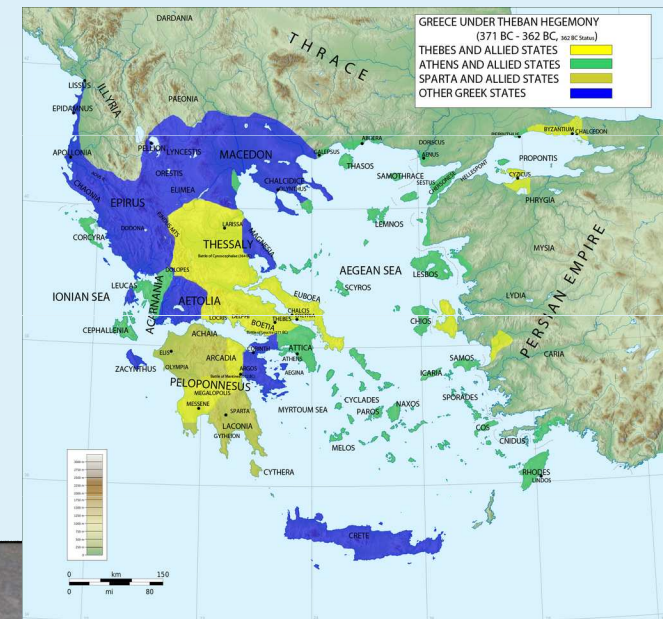 GREECE UNDER THEBAN HEGEMONY
(371 BC - 362 BC, 362 BC Status)
THEBES AND ALLIED STATES
ATHENS AND ALLIED STATES
SPARTA AND ALLIED STATES
OTHER GREEK STATES
DARDANIA
THRACE
LISSUS
ILLYRIA
PAEONIA
EPIDAMNUS
BYZANTIUM
CHALCEDON
ABDERA
DORISCUS
AENUS
PELLION
LYNCESTIS
MACEDON
GALEPSUS
APOLLONIA
THASOS
PROPONTIS
SAMOTHRACE
ORESTIS
CHALCIDICE
OLYNTHUS
SESTUS
CHERSONESE
HELLESPONT
CYZICUS
CHAONIA
ELIMEA
EPIRUS
PHRYGIA
LARISSA
LEMNOS
CORCYRA
DODONA
THESSALY
MAGNESIA
MYSIA
DOLOPES
AEGEAN SEA
LESBOS
PERSIAN EMPIRE
IONIAN SEA
LEUCAS
ACARNANIA
AETOLIA
EUBOEA
SCYROS
LYDIA
LOCRIS
DELPHI
BOETIA
THEBES
CHALCIS
CHIOS
CEPHALLENIA
ACHAIA
ELIS
ARCADIA
ATTICA
ATHENS
CARIA
ZACYNTHUS
OLYMPIA
ARGOS
AEGINA
SAMOS
ICARIA
PELOPONNESUS
MEGALOPOLIS
CYCLADES
SPORADES
MESSENE
SPARTA
MYRTOUM SEA
PAROS
NAXOS
LACONIA
COS
GYTHEION
MELOS
CNIDUS
CYTHERA
RHODES
LINDOS
CRETE
0 km 150
0 mi 80